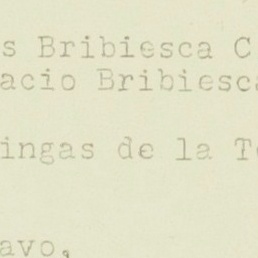 s Bribiesca C
acio Bribiesca
ingas de la T
avo,